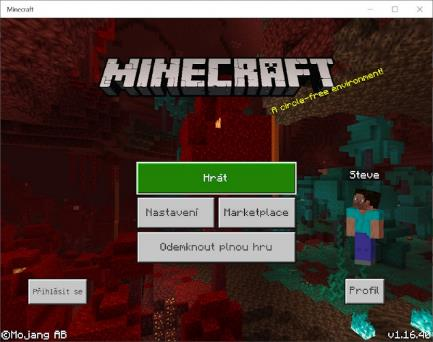 Minecraft
MINECRAFT
A circle-free environment!
Hrát
Steve
Nastavení
Marketplace
Odemknout plnou hru
Přihlásit se
Profil
©Mojang AB
v1.16.40